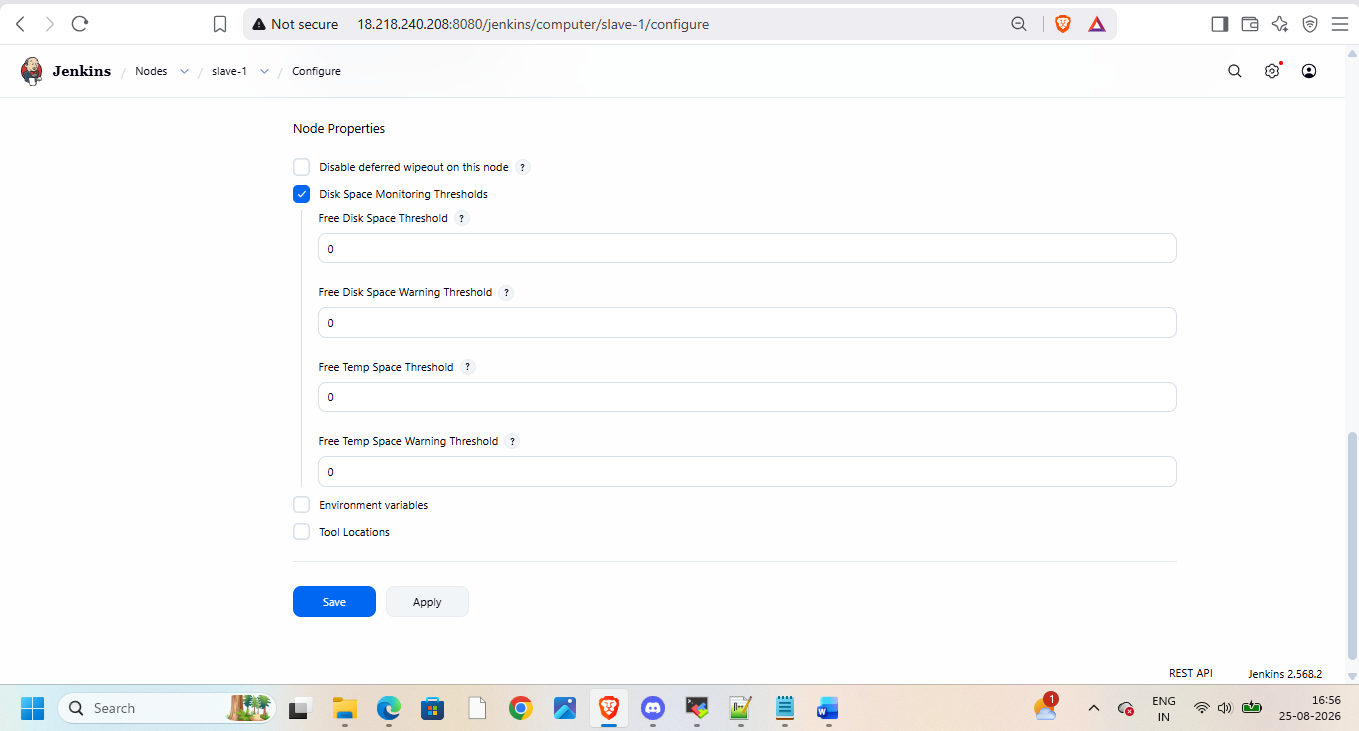 Not secure 18.218.240.208:8080/jenkins/computer/slave-1/configure
Jenkins / Nodes / slave-1 / Configure
Node Properties
Disable deferred wipeout on this node ?
Disk Space Monitoring Thresholds
Free Disk Space Threshold ?
0
Free Disk Space Warning Threshold ?
0
Free Temp Space Threshold ?
0
Free Temp Space Warning Threshold ?
0
Environment variables
Tool Locations
Save Apply
REST API Jenkins 2.568.2
Search 1 ENG 16:56
IN 25-08-2026